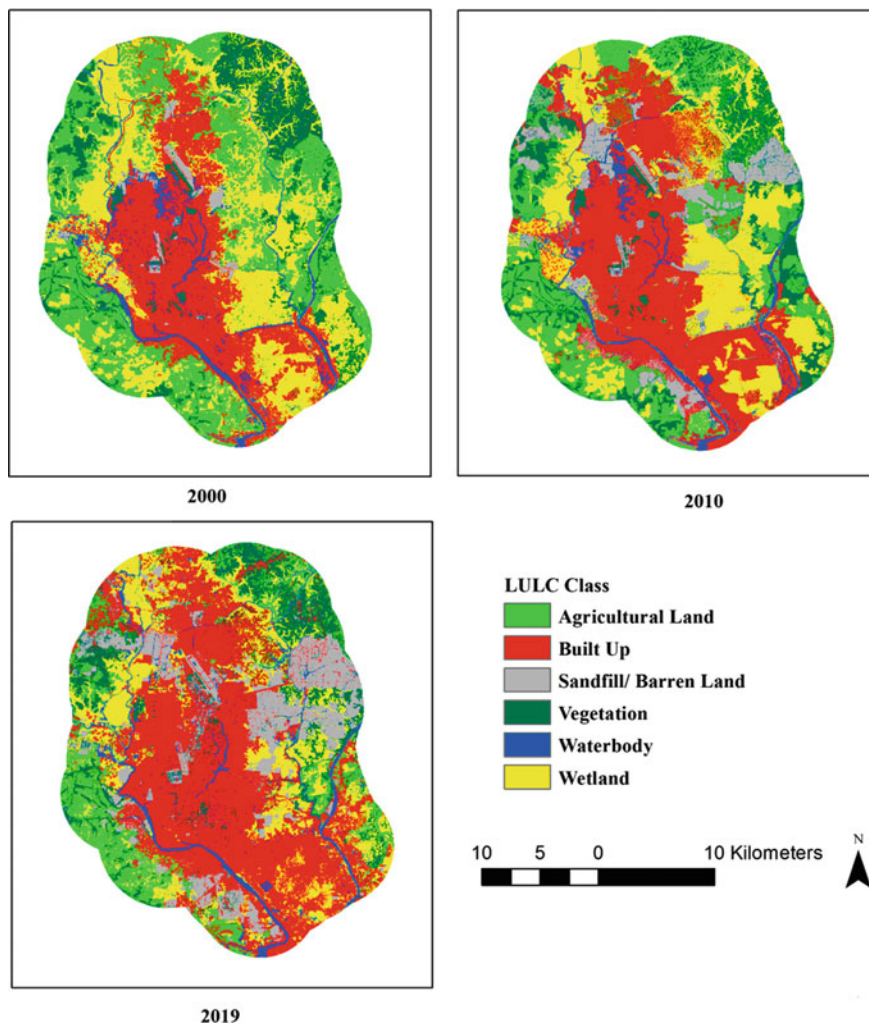 2000
2010
LULC Class
Agricultural Land
Built Up
Sandfill/ Barren Land
Vegetation
Waterbody
Wetland
10 5 0 10 Kilometers
N
2019